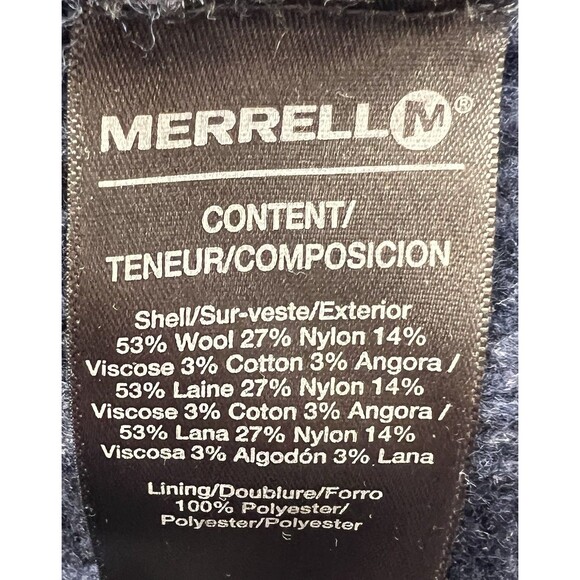 MERRELL M®
CONTENT/
TENEUR/COMPOSICION
Shell/Sur-veste/Exterior
53% Wool 27% Nylon 14%
Viscose 3% Cotton 3% Angora /
53% Laine 27% Nylon 14%
Viscose 3% Coton 3% Angora /
53% Lana 27% Nylon 14%
Viscosa 3% Algodón 3% Lana
Lining/Doublure/Forro
100% Polyester/
Polyester/Polyester